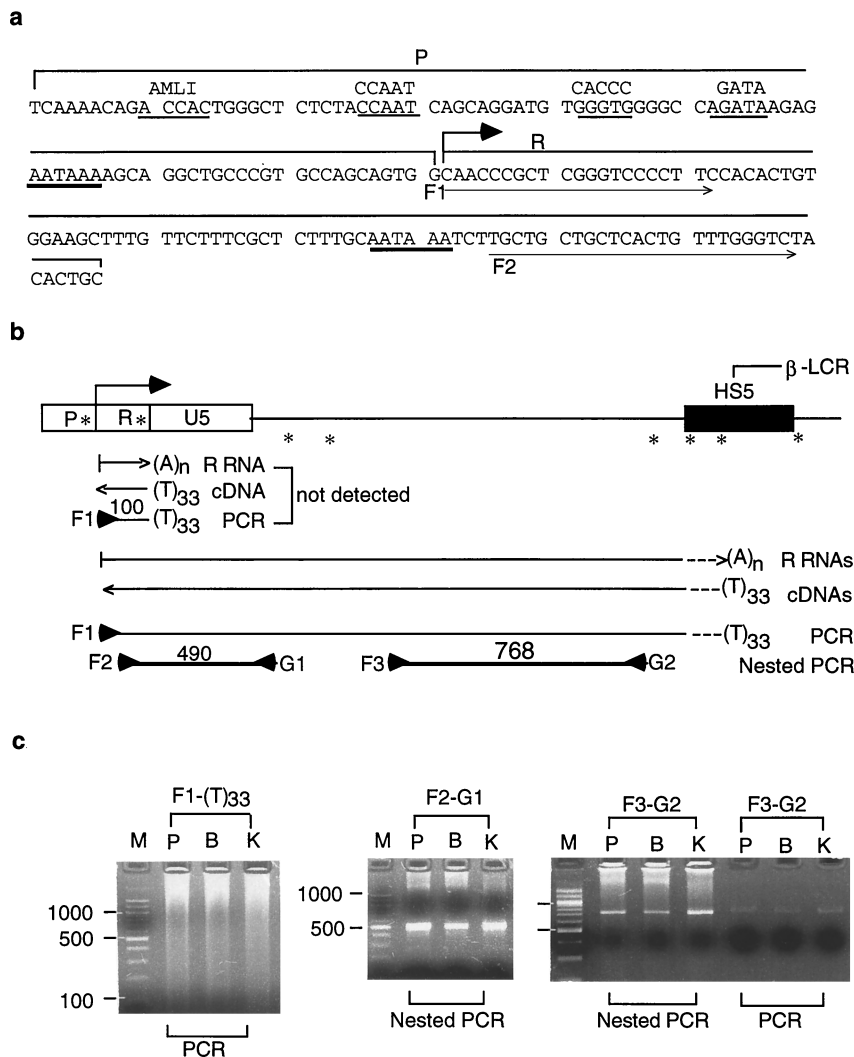 a
P
AMLI CCAAT CACCC GATA
TCAAAACAGA CCACTGGGCT CTCTACCAAT CAGCAGGATG TGGGTGGGGC CAGATAAGAG
R
AATAAAAGCA GGCTGCCCGT GCCAGCAGTG GCAACCCGCT CGGGTCCCCT TCCACACTGT
F1
GGAAGCTTTG TTCTTTCGCT CTTTGCAATA AATCTTGCTG CTGCTCACTG TTTGGGTCTA
F2
CACTGC
b
β-LCR
HS5
P* R* U5
* * * * * *
(A)n R RNA
(T)33 cDNA not detected
F1 100 (T)33 PCR
(A)n R RNAs
(T)33 cDNAs
F1 (T)33 PCR
F2 490 G1 F3 768 G2 Nested PCR
c
F1-(T)33 F2-G1 F3-G2 F3-G2
M P B K M P B K M P B K P B K
1000 500 100
1000 500
PCR Nested PCR Nested PCR PCR